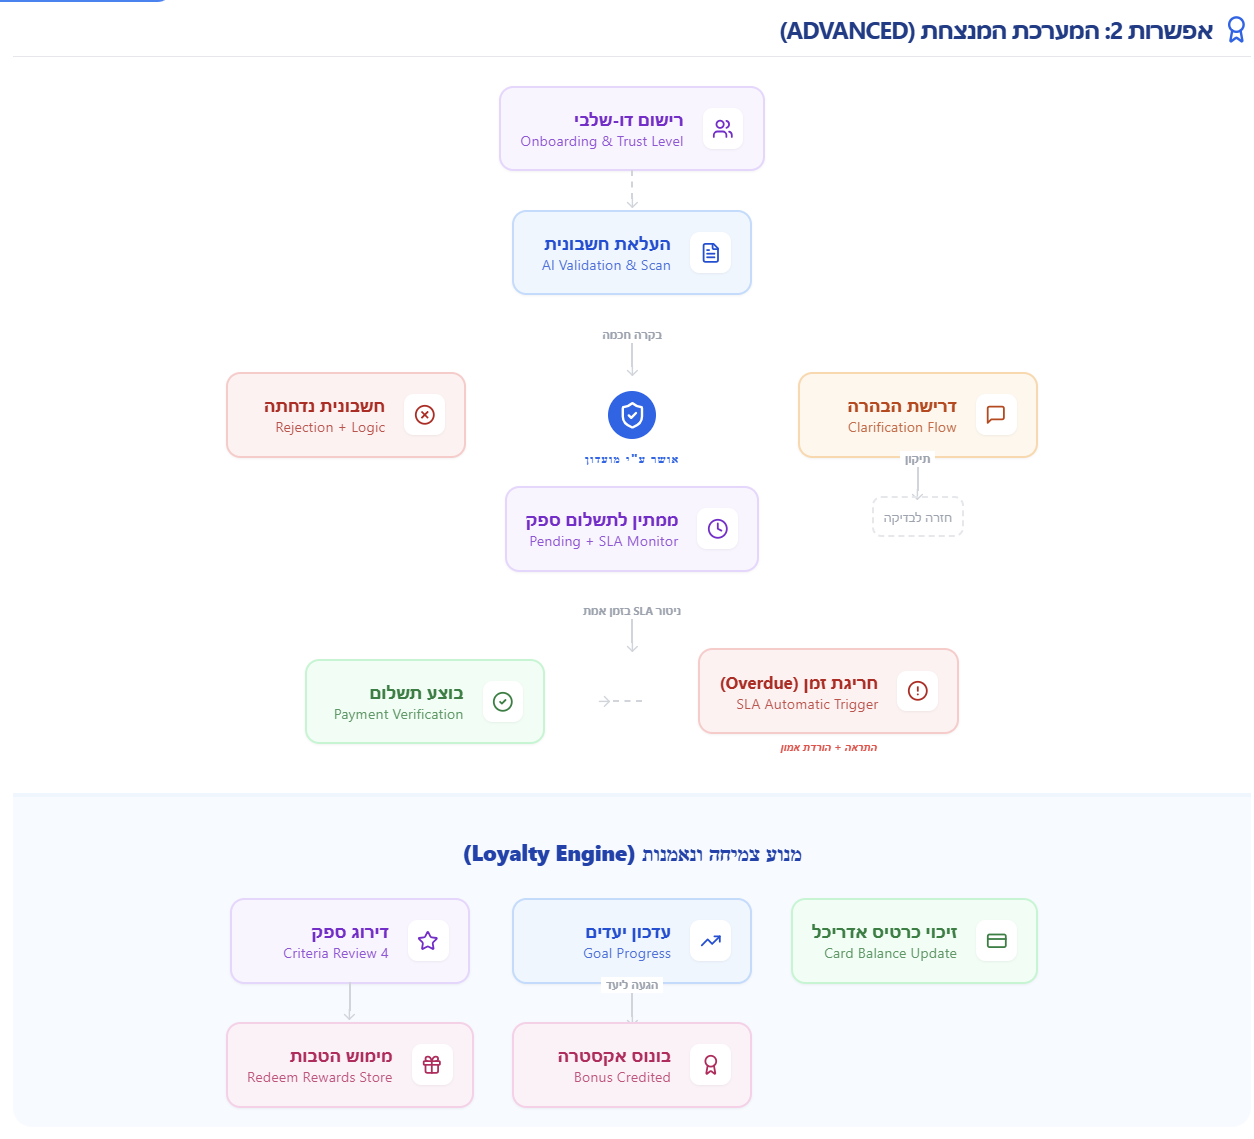 אפשרות 2: המערכת המנצחת (ADVANCED)
רישום דו-שלבי
Onboarding & Trust Level
העלאת חשבונית
AI Validation & Scan
בקרה חכמה
דרישת הבהרה
Clarification Flow
תיקון
חזרה לבדיקה
אושר ע"י מועדון
חשבונית נדחתה
Rejection + Logic
ממתין לתשלום ספק
Pending + SLA Monitor
ניטור SLA בזמן אמת
חריגת זמן (Overdue)
SLA Automatic Trigger
התראה + הורדת אמון
בוצע תשלום
Payment Verification
מנוע צמיחה ונאמנות (Loyalty Engine)
זיכוי כרטיס אדריכל
Card Balance Update
עדכון יעדים
Goal Progress
הגעה ליעד
בונוס אקסטרה
Bonus Credited
דירוג ספק
Criteria Review 4
מימוש הטבות
Redeem Rewards Store